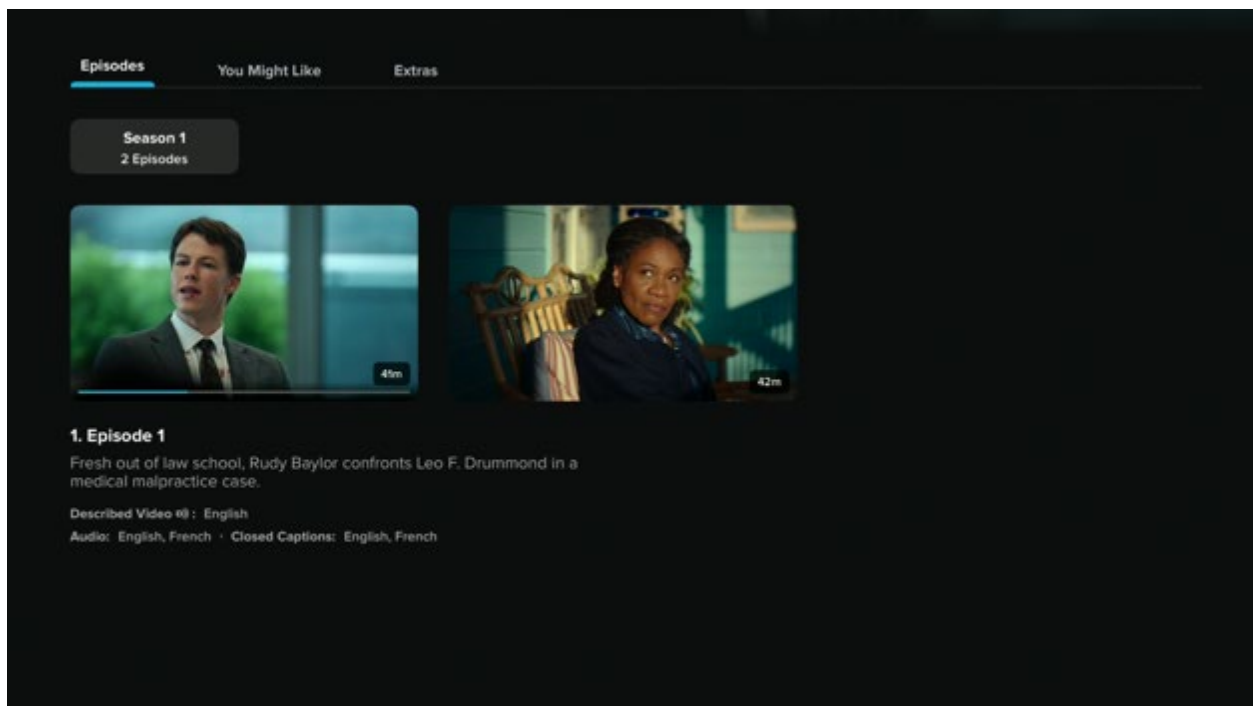 Episodes
You Might Like
Extras
Season 1
2 Episodes
41m
42m
1. Episode 1
Fresh out of law school, Rudy Baylor confronts Leo F. Drummond in a
medical malpractice case.
Described Video : English
Audio: English, French · Closed Captions: English, French